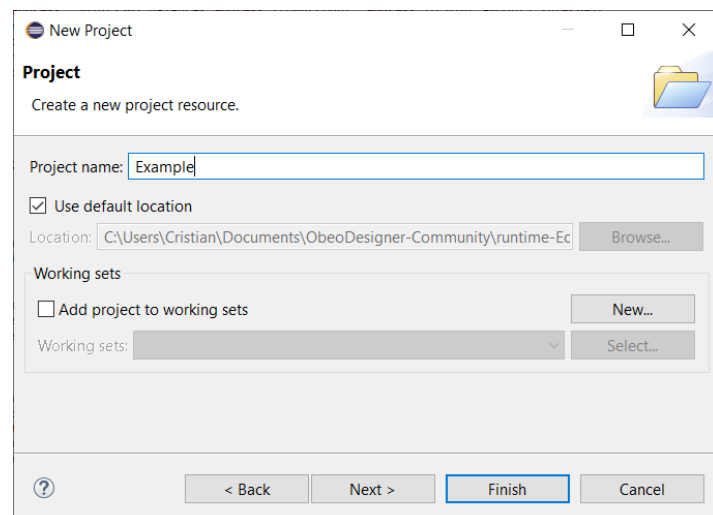 New Project
Project
Create a new project resource.
Project name: Example
Use default location
Location: C:\Users\Cristian\Documents\ObeoDesigner-Community\runtime-Ec Browse...
Working sets
Add project to working sets New...
Working sets: Select...
? < Back Next > Finish Cancel